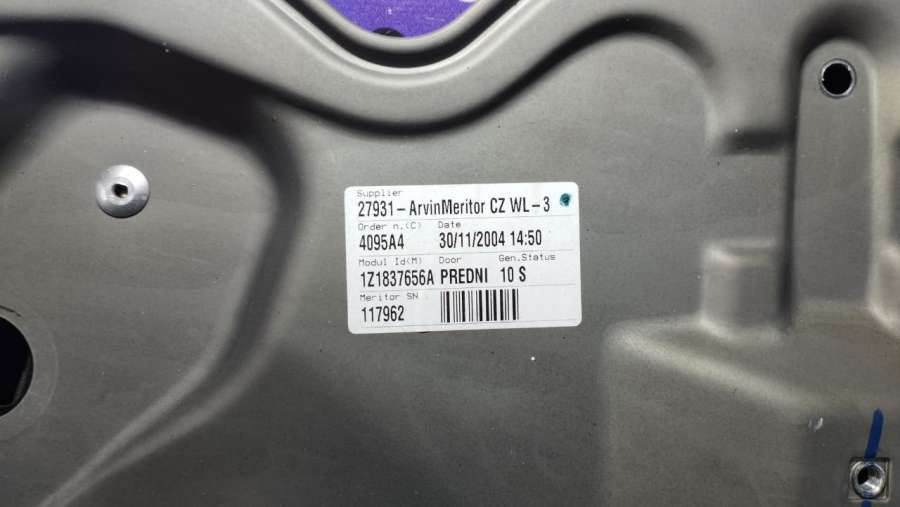 Supplier
27931-ArvinMeritor CZ WL-3
Order n.(C) Date
4095A4 30/11/2004 14:50
Modul Id(M) Door Gen.Status
1Z1837656A PREDNI 10 S
Meritor SN
117962